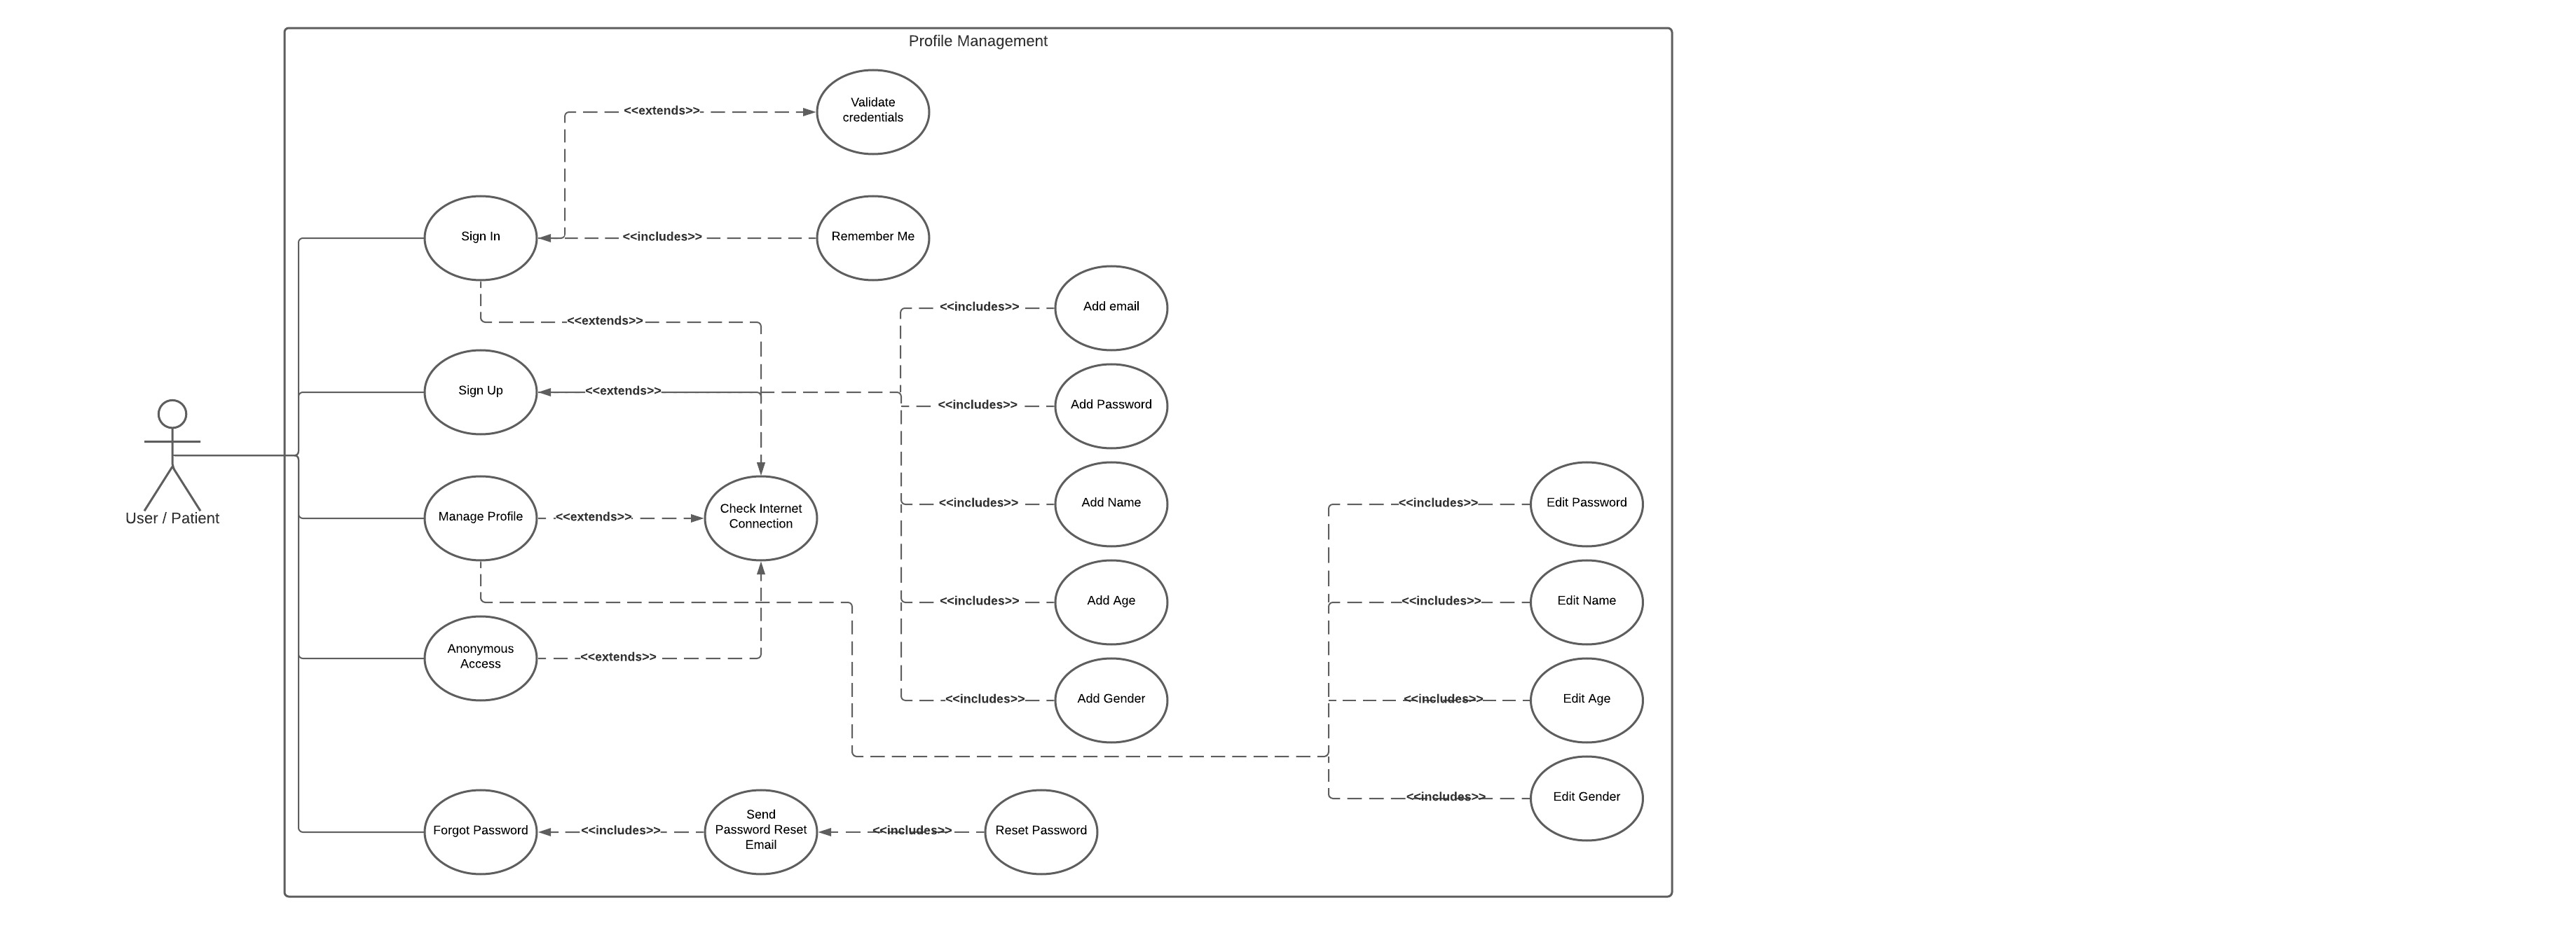 Profile Management
Validate
credentials
<<extends>>
Sign In
<<includes>>
Remember Me
<<extends>>
<<includes>>
Add email
Sign Up
<<extends>>
<<includes>>
Add Password
User / Patient
Manage Profile
<<extends>>
Check Internet
Connection
<<includes>>
Add Name
<<includes>>
Edit Password
<<includes>>
Add Age
<<includes>>
Edit Name
Anonymous
Access
<<extends>>
<<includes>>
Add Gender
<<includes>>
Edit Age
<<includes>>
Edit Gender
Forgot Password
<<includes>>
Send
Password Reset
Email
<<includes>>
Reset Password